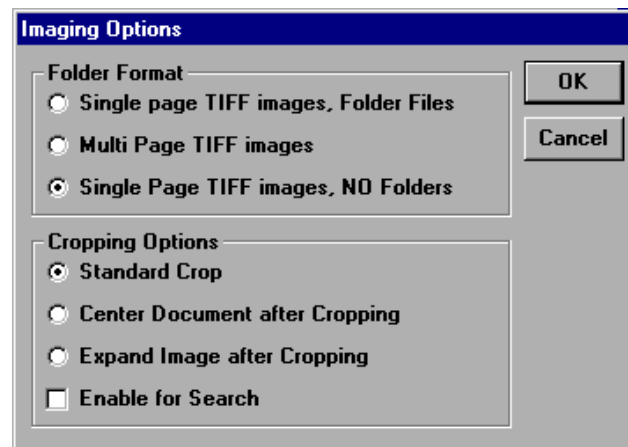 Imaging Options
Folder Format
Single page TIFF images, Folder Files
Multi Page TIFF images
Single Page TIFF images, NO Folders
OK
Cancel
Cropping Options
Standard Crop
Center Document after Cropping
Expand Image after Cropping
Enable for Search